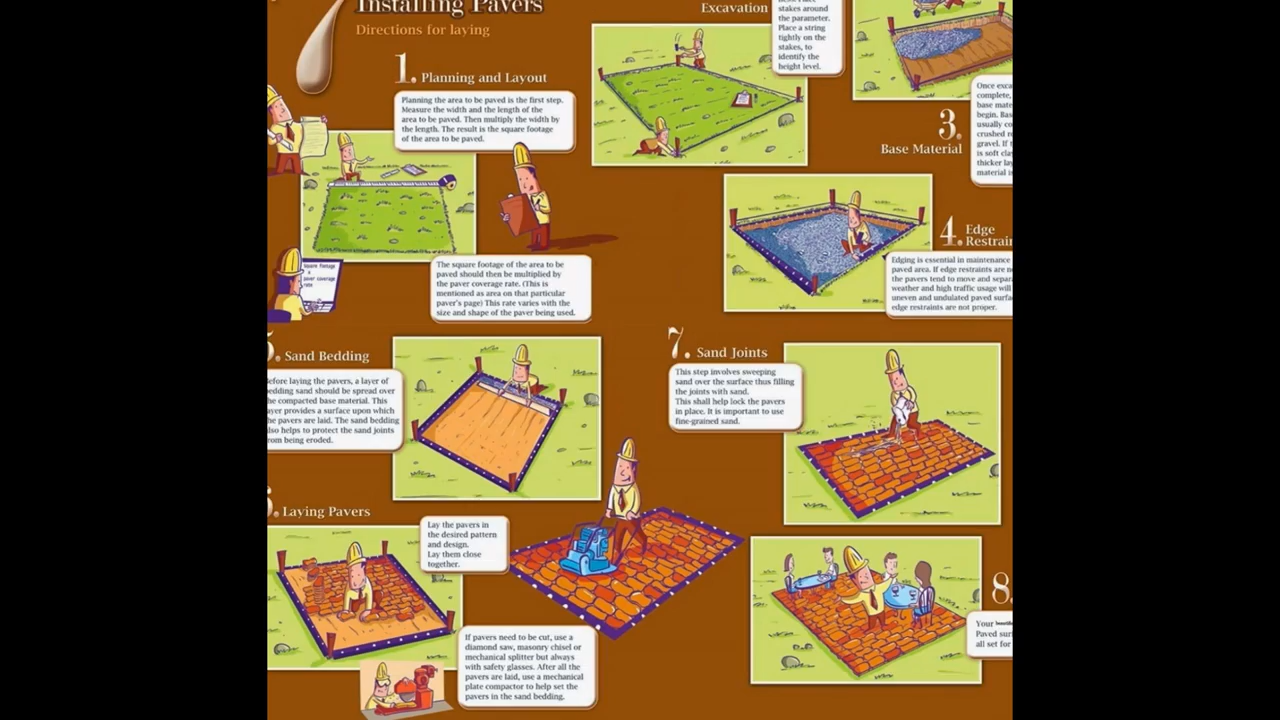 7 Installing Pavers
Directions for laying
1. Planning and Layout
Planning the area to be paved is the first step.
Measure the width and the length of the
area to be paved. Then multiply the width by
the length. The result is the square footage
of the area to be paved.
The square footage of the area to be
paved should then be multiplied by
the paver coverage rate. (This is
mentioned as area on that particular
paver's page) This rate varies with the
size and shape of the paver being used.
Square footage
x
paver coverage
rate
Excavation
stakes around
the parameter.
Place a string
tightly on the
stakes, to
identify the
height level.
3.
Base Material
Once exca
complete,
base mate
begin. Bas
usually co
crushed r
gravel. If
is soft cla
thicker la
material i
4. Edge
Restrai
Edging is essential in maintenance
paved area. If edge restraints are n
the pavers tend to move and separ
weather and high traffic usage will
uneven and undulated paved surfa
edge restraints are not proper.
5. Sand Bedding
efore laying the pavers, a layer of
edding sand should be spread over
he compacted base material. This
ayer provides a surface upon which
he pavers are laid. The sand bedding
lso helps to protect the sand joints
rom being eroded.
6. Laying Pavers
Lay the pavers in
the desired pattern
and design.
Lay them close
together.
If pavers need to be cut, use a
diamond saw, masonry chisel or
mechanical splitter but always
with safety glasses. After all the
pavers are laid, use a mechanical
plate compactor to help set the
pavers in the sand bedding.
7. Sand Joints
This step involves sweeping
sand over the surface thus filling
the joints with sand.
This shall help lock the pavers
in place. It is important to use
fine-grained sand.
8.
Your
Paved sur
all set for